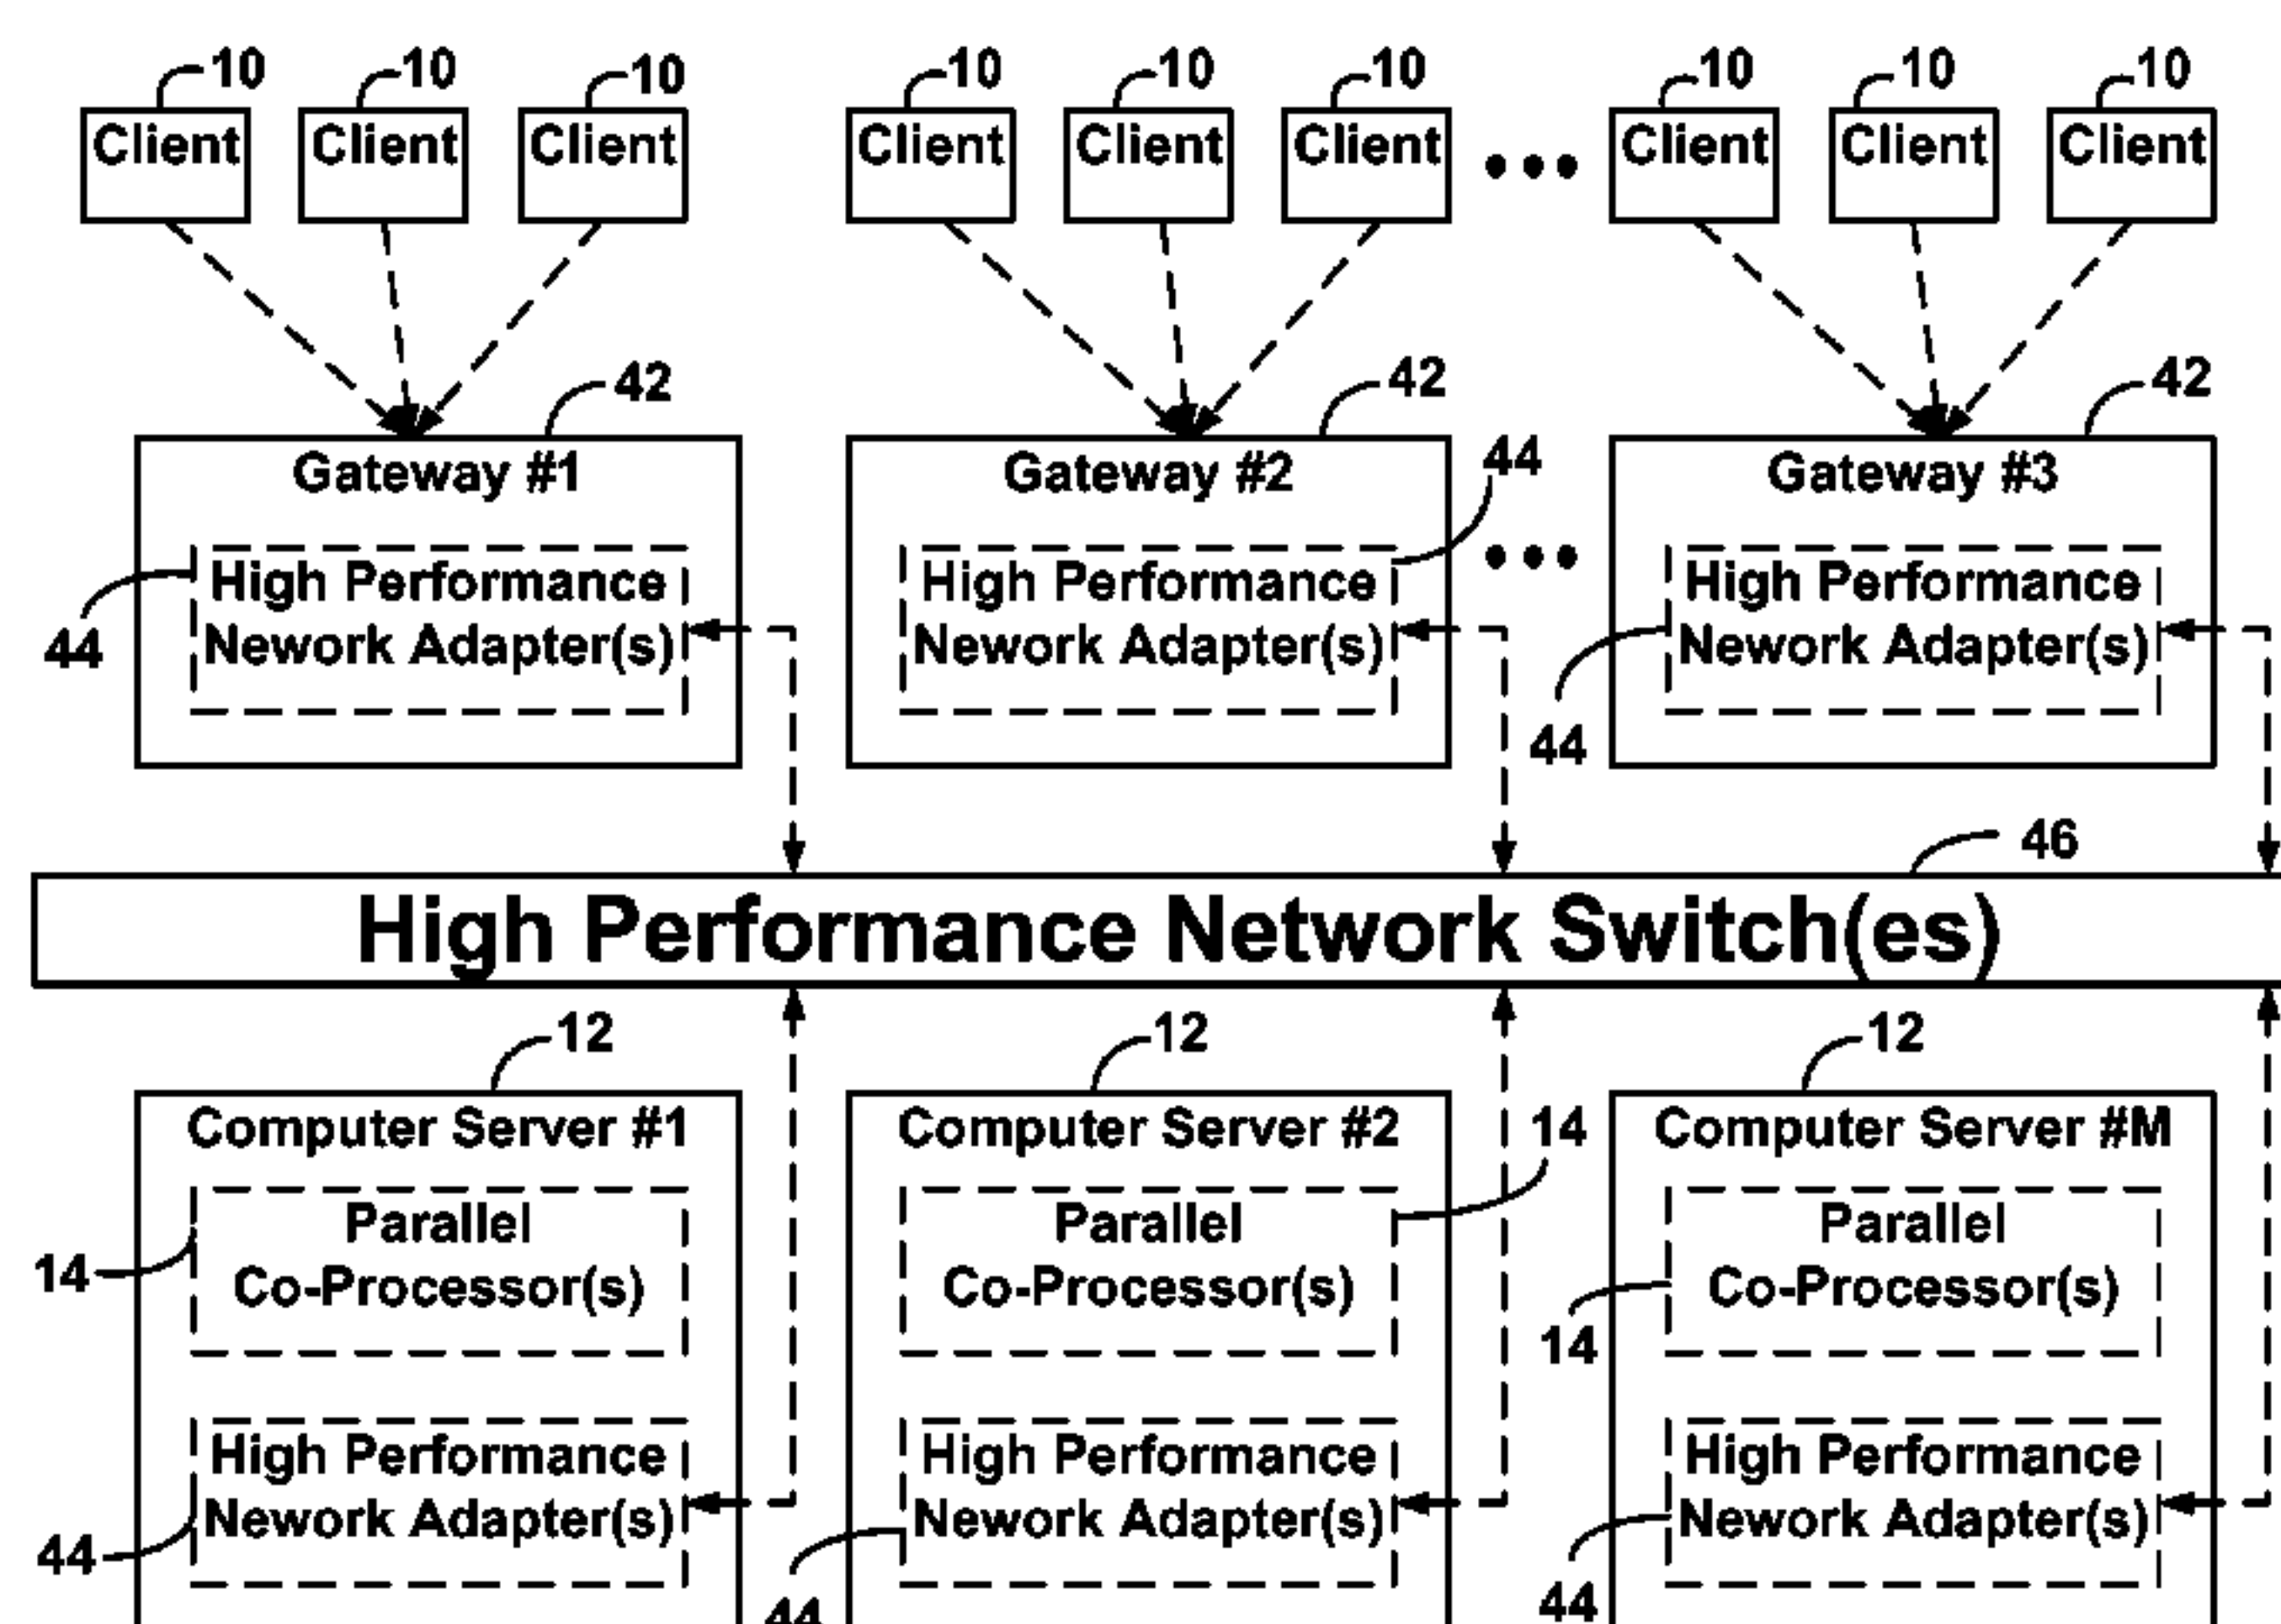 10 10 10 10 10 10 10 10 10
Client Client Client Client Client Client Client Client Client
42 42 42
Gateway #1 Gateway #2 44 Gateway #3
High Performance High Performance High Performance
44 Nework Adapter(s) Nework Adapter(s) Nework Adapter(s)
44
46
High Performance Network Switch(es)
12 12 12
Computer Server #1 Computer Server #2 14 Computer Server #M
Parallel Parallel Parallel
14 Co-Processor(s) Co-Processor(s) Co-Processor(s)
14
High Performance High Performance High Performance
Nework Adapter(s) Nework Adapter(s) Nework Adapter(s)
44
44 44